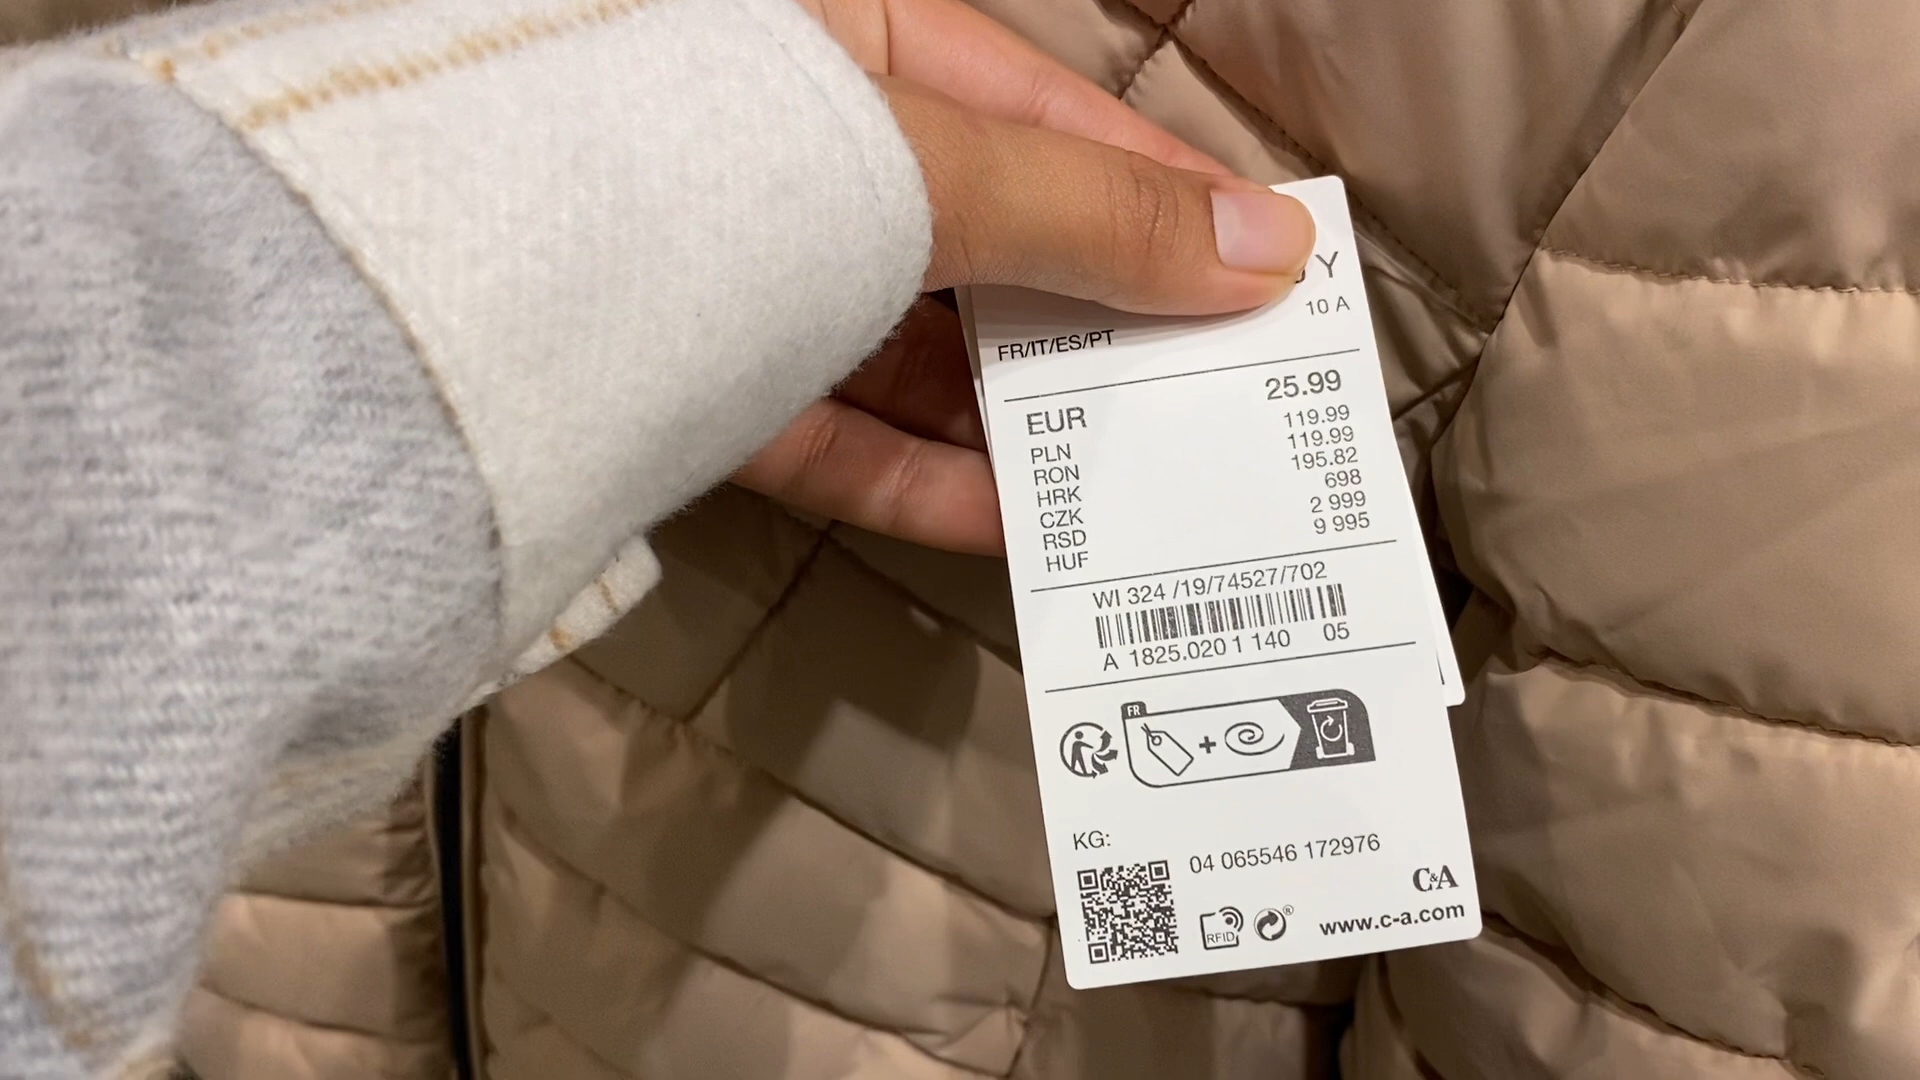 Y
10 A
FR/IT/ES/PT
EUR 25.99
PLN 119.99
RON 119.99
HRK 195.82
CZK 698
RSD 2 999
HUF 9 995
WI 324 /19/74527/702
A 1825.020 1 140 05
FR
+
KG:
04 065546 172976
C&A
RFID
®
www.c-a.com